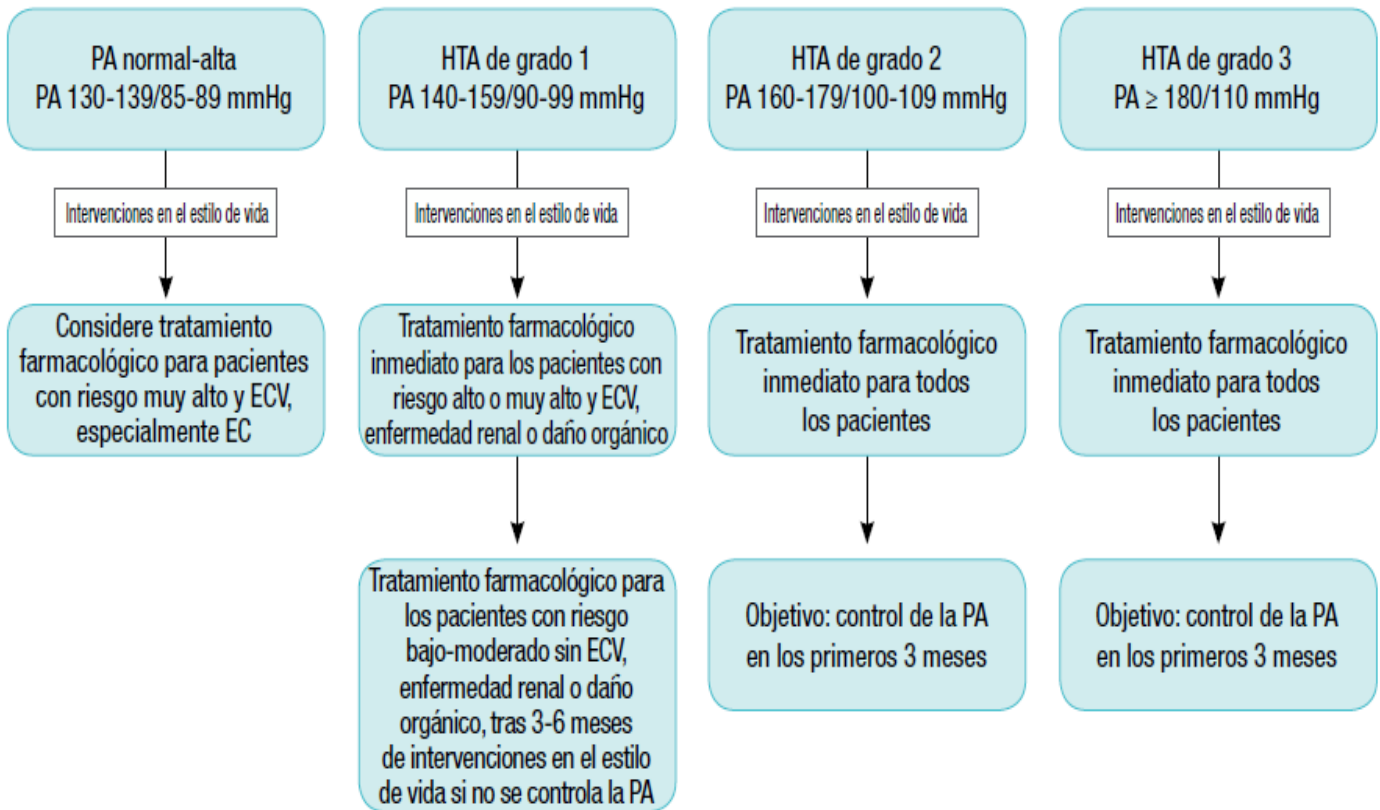 PA normal-alta
PA 130-139/85-89 mmHg
Intervenciones en el estilo de vida
Considere tratamiento
farmacológico para pacientes
con riesgo muy alto y ECV,
especialmente EC
HTA de grado 1
PA 140-159/90-99 mmHg
Intervenciones en el estilo de vida
Tratamiento farmacológico
inmediato para los pacientes con
riesgo alto o muy alto y ECV,
enfermedad renal o daño orgánico
Tratamiento farmacológico para
los pacientes con riesgo
bajo-moderado sin ECV,
enfermedad renal o daño
orgánico, tras 3-6 meses
de intervenciones en el estilo
de vida si no se controla la PA
HTA de grado 2
PA 160-179/100-109 mmHg
Intervenciones en el estilo de vida
Tratamiento farmacológico
inmediato para todos
los pacientes
Objetivo: control de la PA
en los primeros 3 meses
HTA de grado 3
PA ≥ 180/110 mmHg
Intervenciones en el estilo de vida
Tratamiento farmacológico
inmediato para todos
los pacientes
Objetivo: control de la PA
en los primeros 3 meses